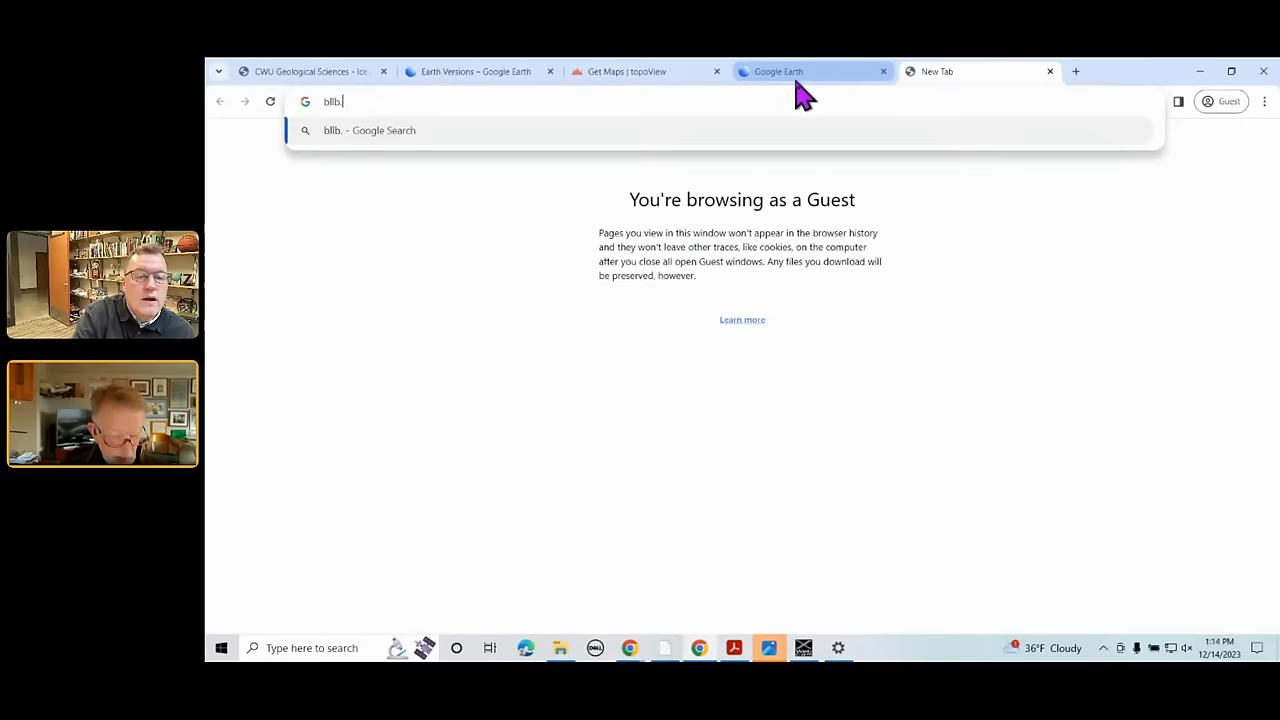 CWU Geological Sciences - Ice
Earth Versions – Google Earth
Get Maps | topoView
Google Earth
New Tab
bllb.
Guest
bllb. - Google Search
You're browsing as a Guest
Pages you view in this window won't appear in the browser history
and they won't leave other traces, like cookies, on the computer
after you close all open Guest windows. Any files you download will
be preserved, however.
Learn more
Type here to search
DELL
36°F Cloudy
1:14 PM
12/14/2023